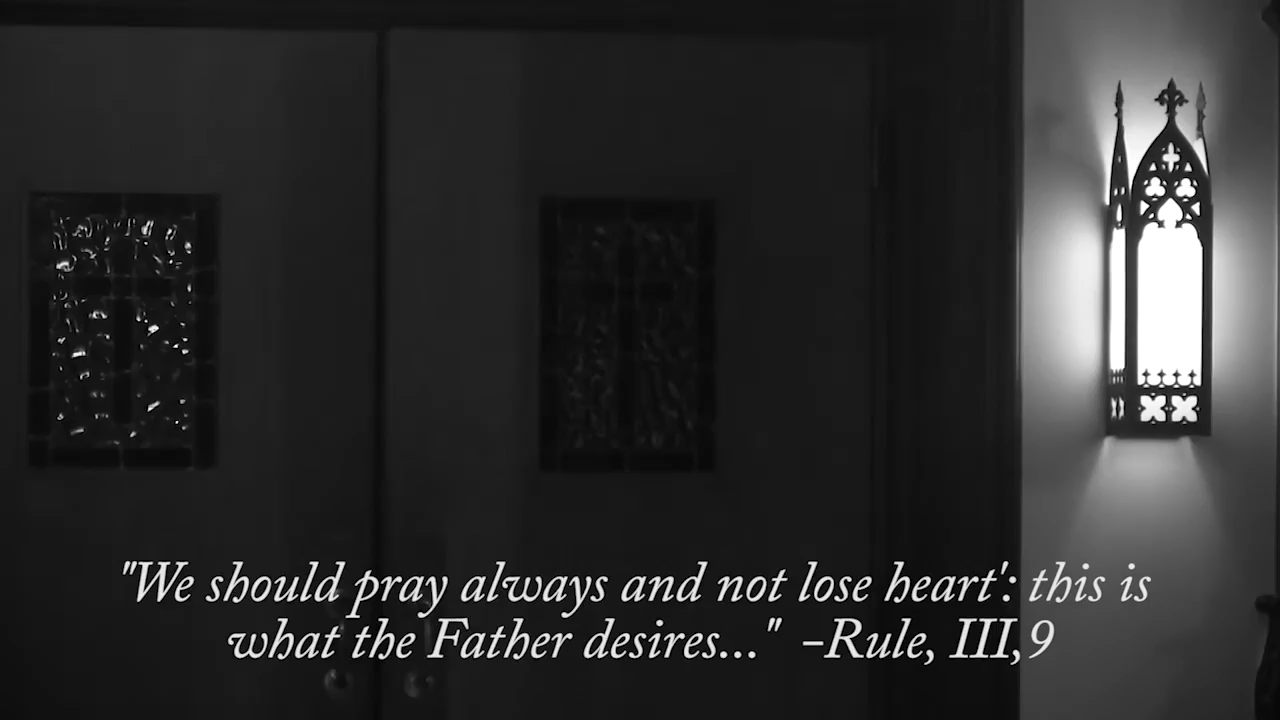 "We should pray always and not lose heart': this is
what the Father desires..." -Rule, III,9